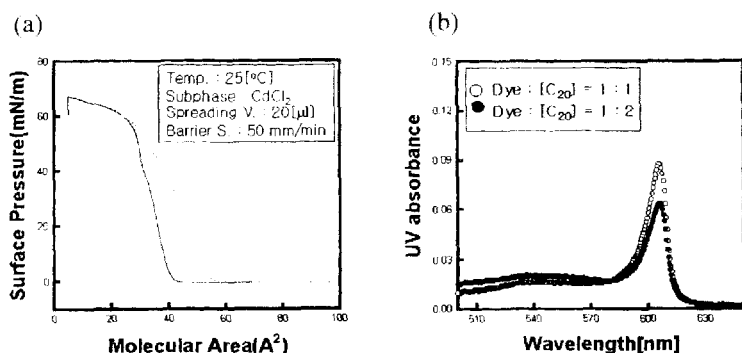 (a)
Surface Pressure[mN/m]
80
60
40
20
0
Temp. : 25[°C]
Subphase : CdCl2
Spreading V. : 20[μl]
Barrier S. : 50 mm/min
0 20 40 60 80 100
Molecular Area(A²)
(b)
UV absorbance
0.15
0.12
0.09
0.06
0.03
0.00
Dye : [C20] = 1 : 1
Dye : [C20] = 1 : 2
510 540 570 600 630
Wavelength[nm]